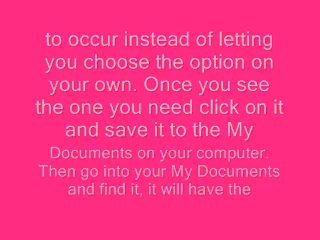 to occur instead of letting
you choose the option on
your own. Once you see
the one you need click on it
and save it to the My
Documents on your computer.
Then go into your My Documents
and find it, it will have the